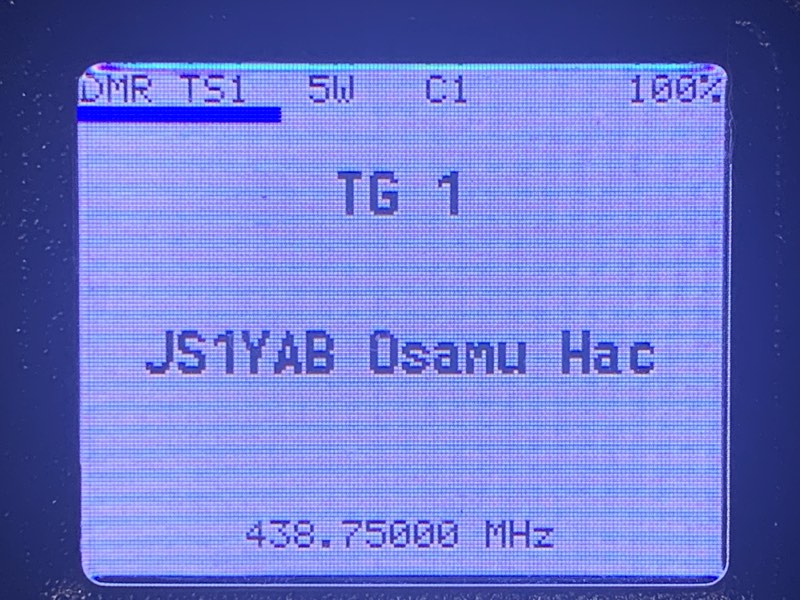 DMR TS1 5W C1 100%
TG 1
JS1YAB Osamu Hac
438.75000 MHz